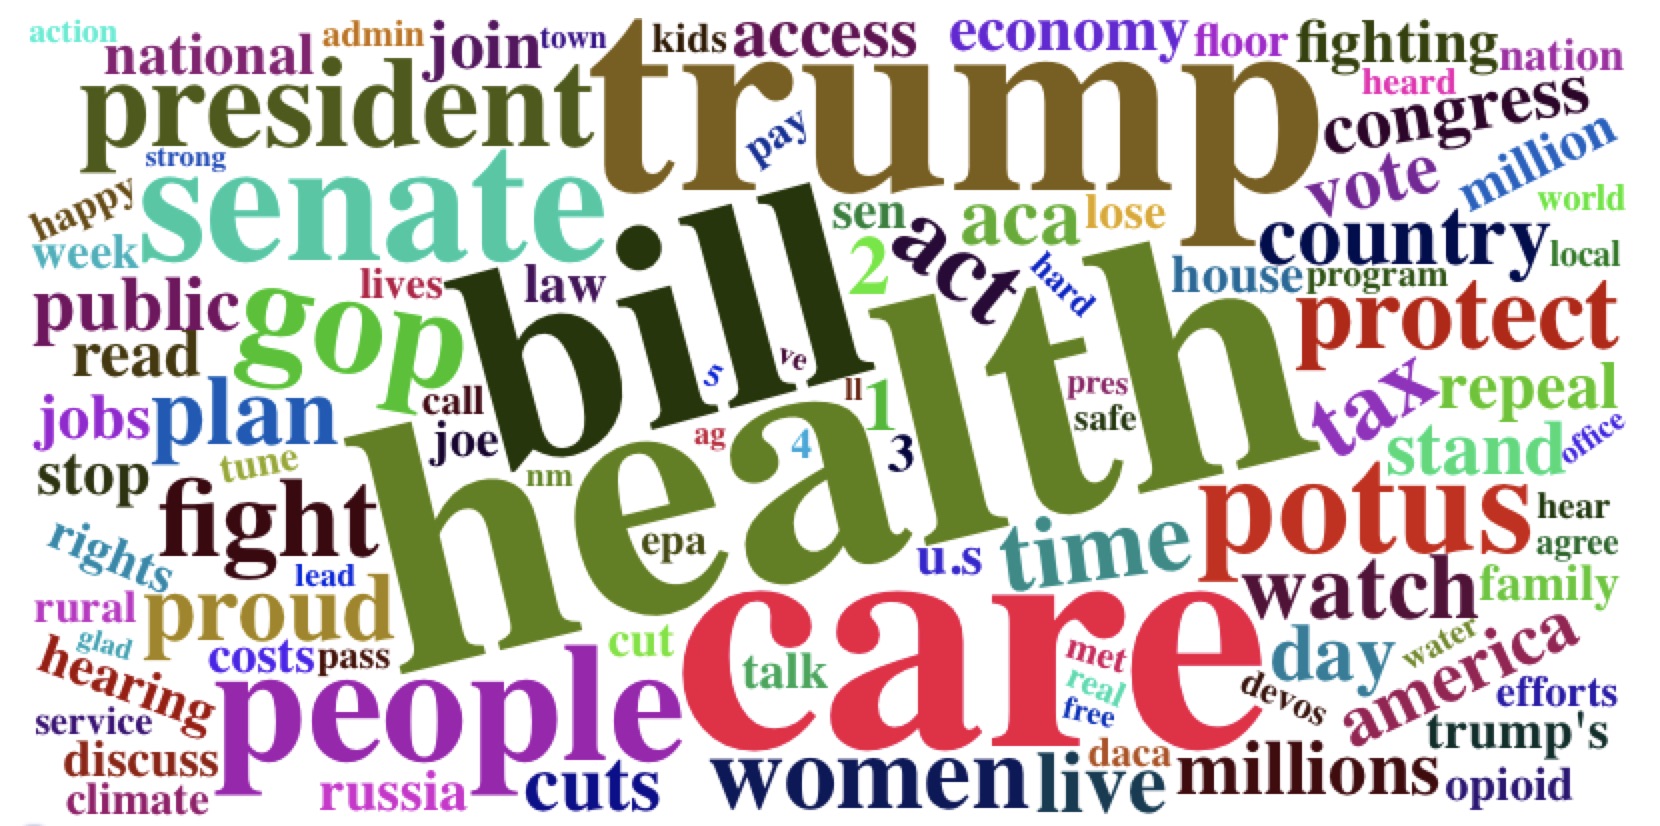 action
national
admin
join
town
trump
kids
access
economy
floor
fighting
nation
heard
president
pay
congress
strong
million
vote
happy
senate
sen
aca
lose
world
week
act
country
local
lives
law
bill
2
hard
house
program
public
gop
health
protect
read
s
ve
ll
1
pres
tax
repeal
jobs
plan
call
safe
joe
ag
4
3
stand
office
stop
tune
nm
fight
potus
hear
agree
epa
u.s
time
rights
lead
watch
family
rural
proud
glad
cut
care
day
water
america
hearing
costs
pass
talk
met
real
free
devos
efforts
service
people
trump's
discuss
daca
climate
russia
cuts
women
live
millions
opioid